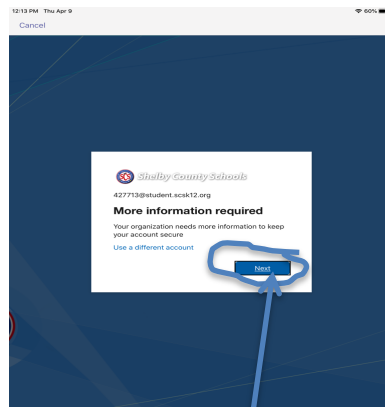 12:13 PM Thu Apr 9
60%
Cancel
SCS Shelby County Schools
427713@student.scsk12.org
More information required
Your organization needs more information to keep
your account secure
Use a different account
Next